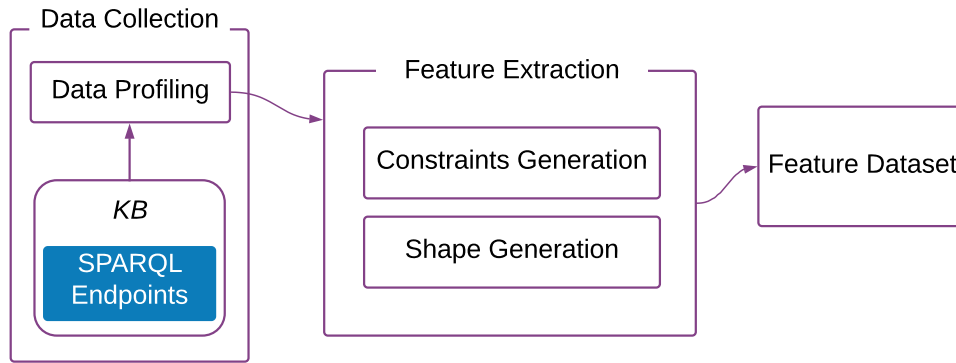 Data Collection
Data Profiling
KB
SPARQL
Endpoints
Feature Extraction
Constraints Generation
Shape Generation
Feature Dataset